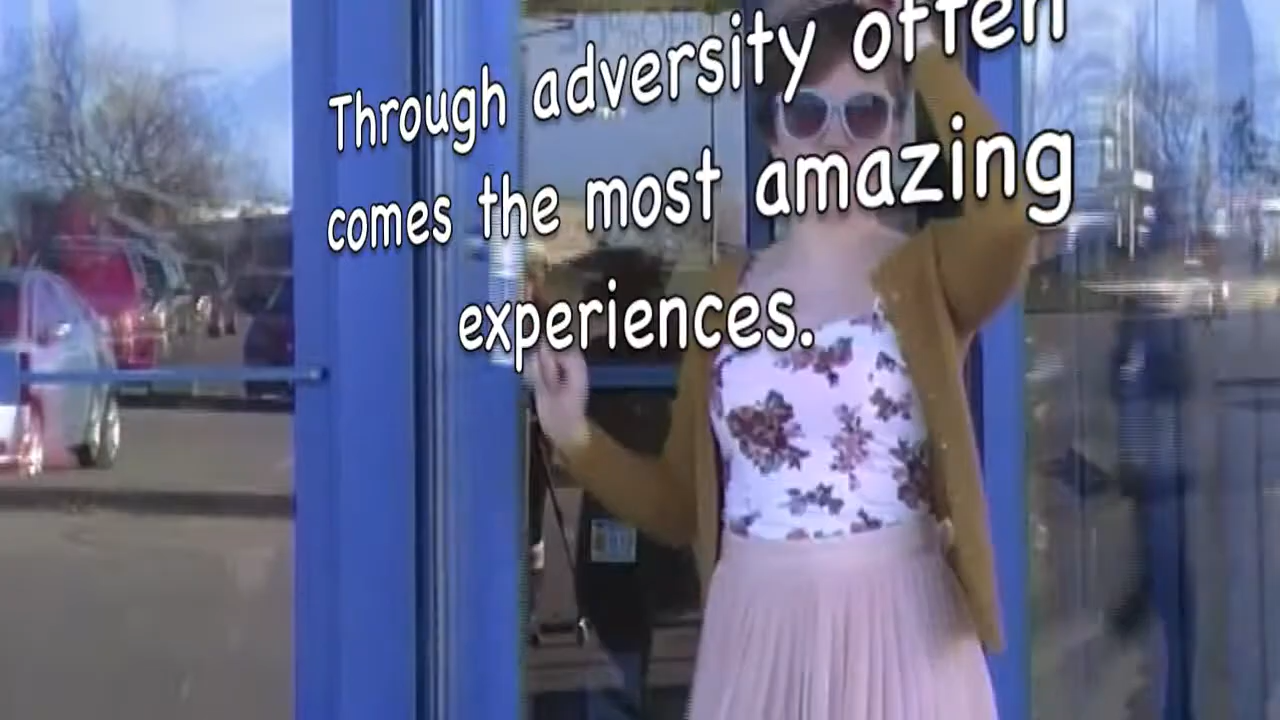 Through adversity often
comes the most amazing
experiences.